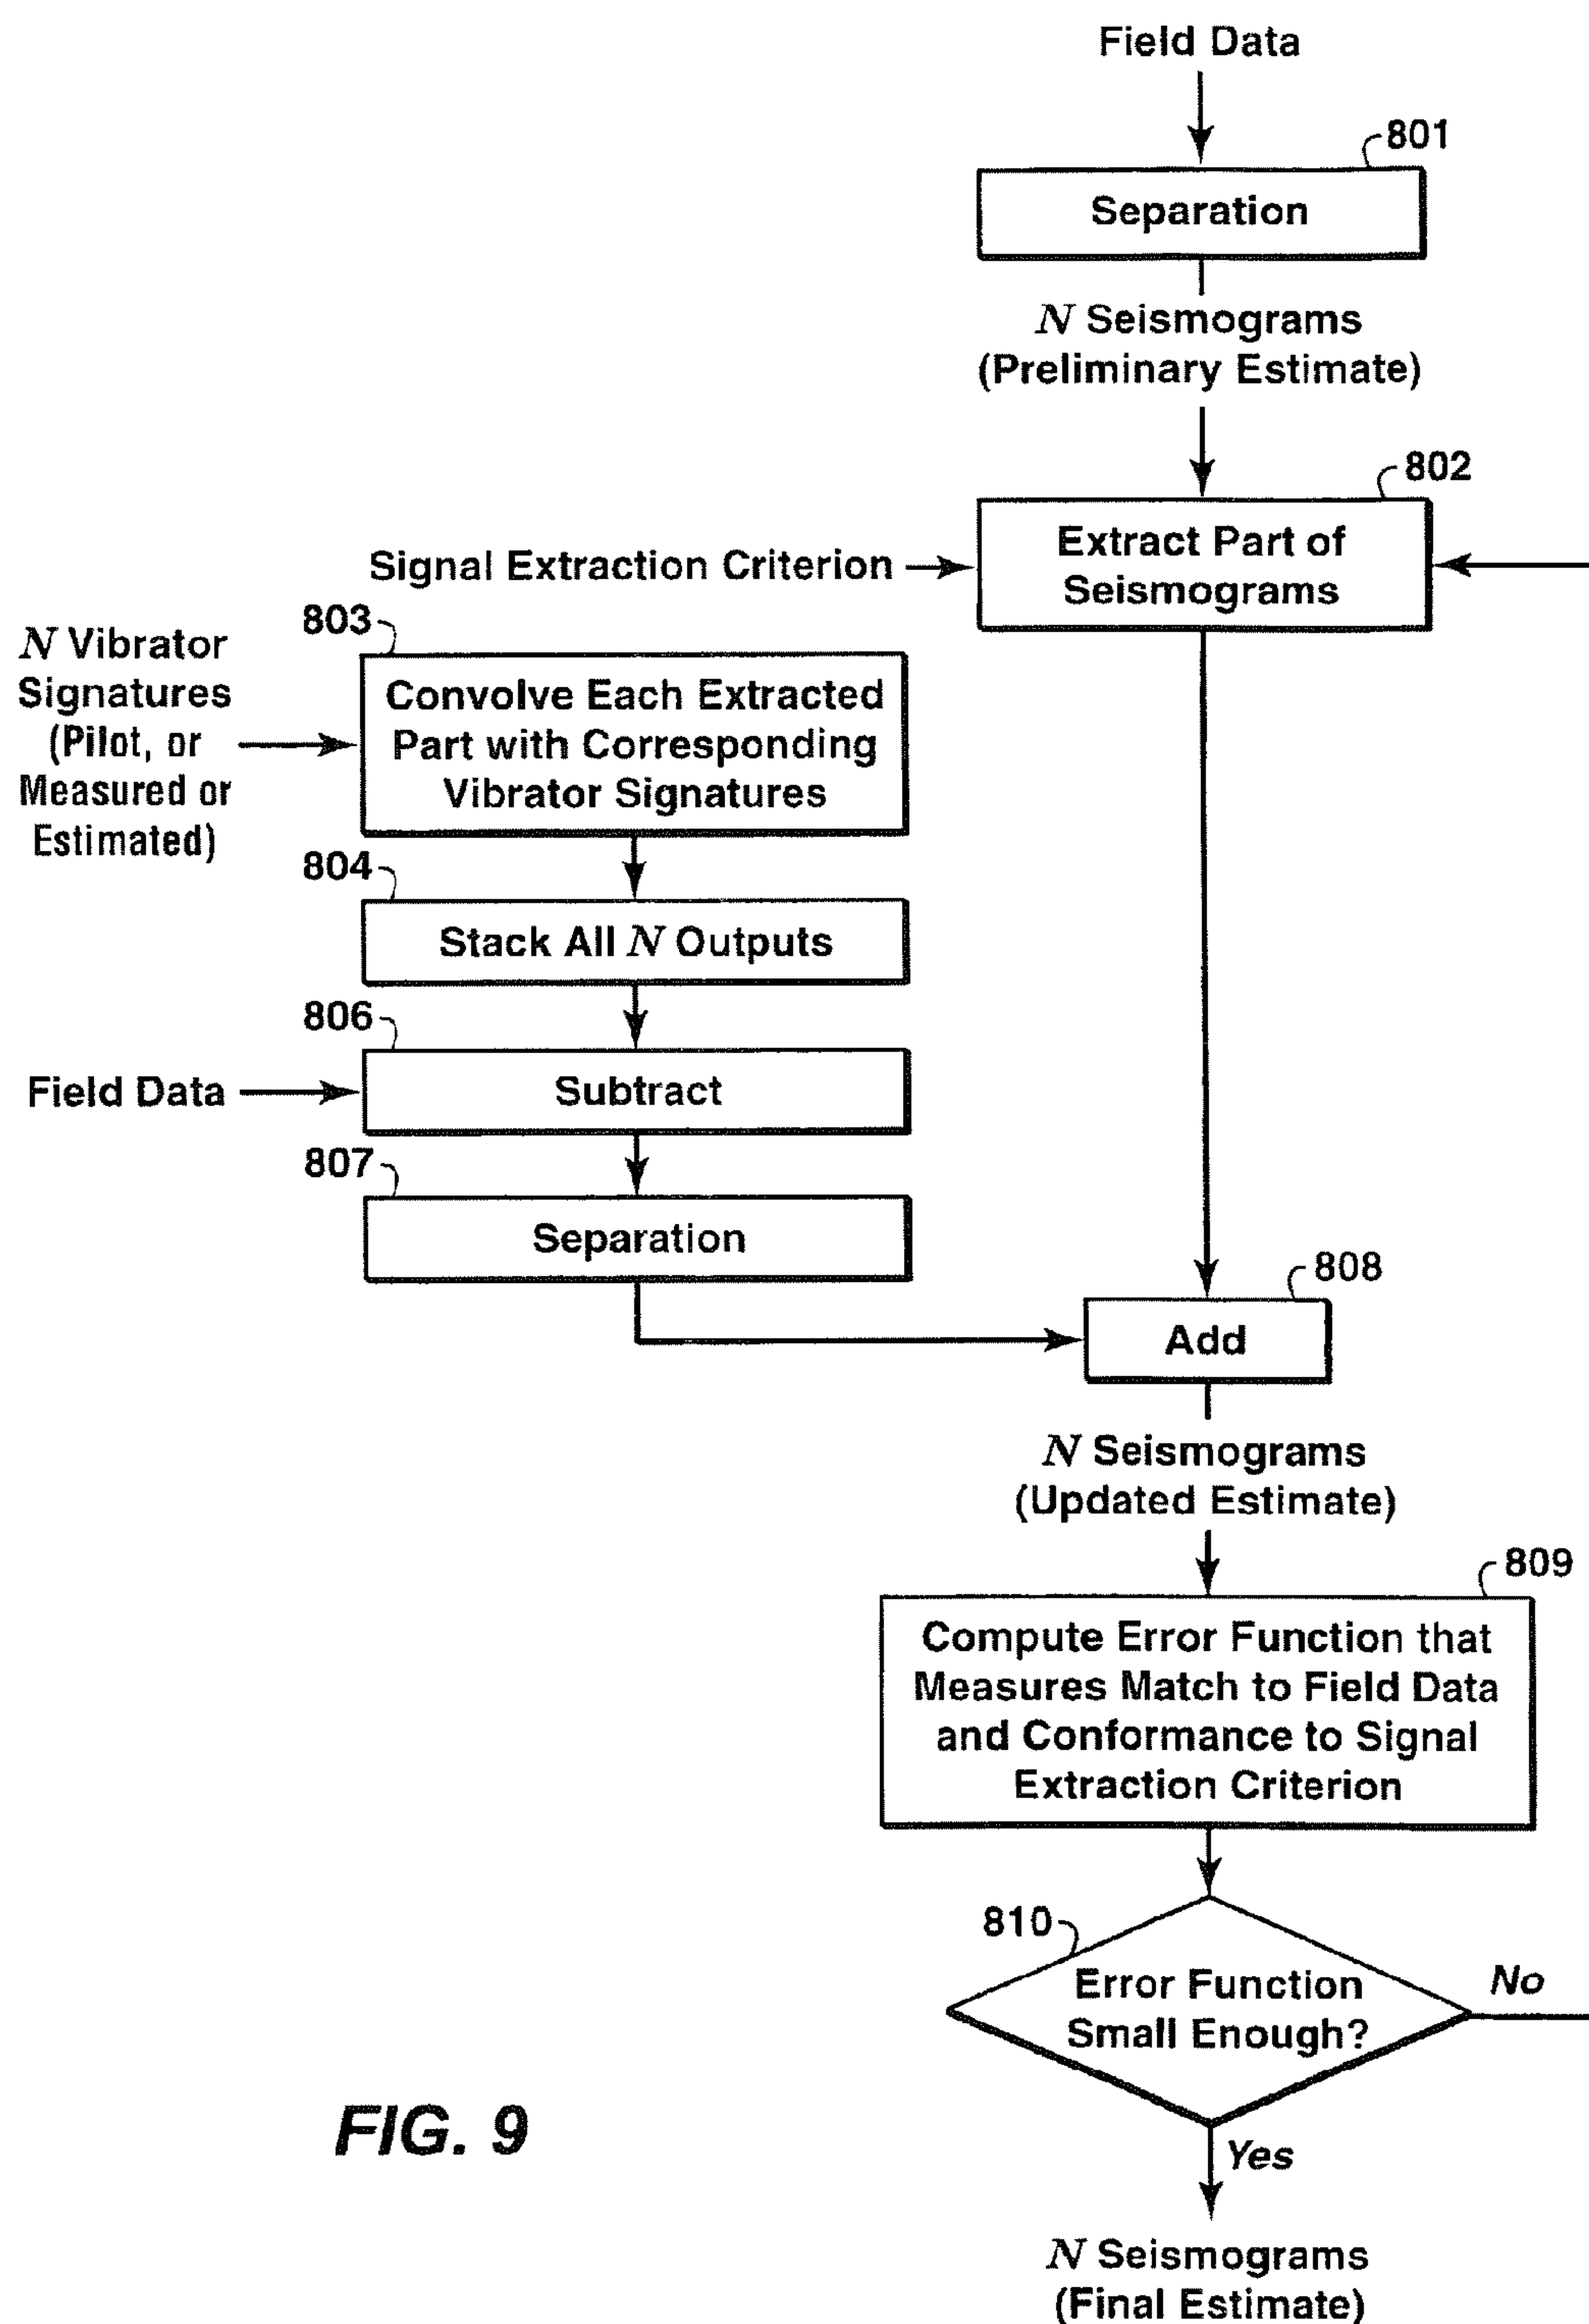 Field Data
801
Separation
N Seismograms
(Preliminary Estimate)
802
Extract Part of
Seismograms
Signal Extraction Criterion
803
N Vibrator
Signatures
(Pilot, or
Measured or
Estimated)
Convolve Each Extracted
Part with Corresponding
Vibrator Signatures
804
Stack All N Outputs
806
Field Data
Subtract
807
Separation
808
Add
N Seismograms
(Updated Estimate)
809
Compute Error Function that
Measures Match to Field Data
and Conformance to Signal
Extraction Criterion
810
Error Function
Small Enough?
No
Yes
FIG. 9
N Seismograms
(Final Estimate)